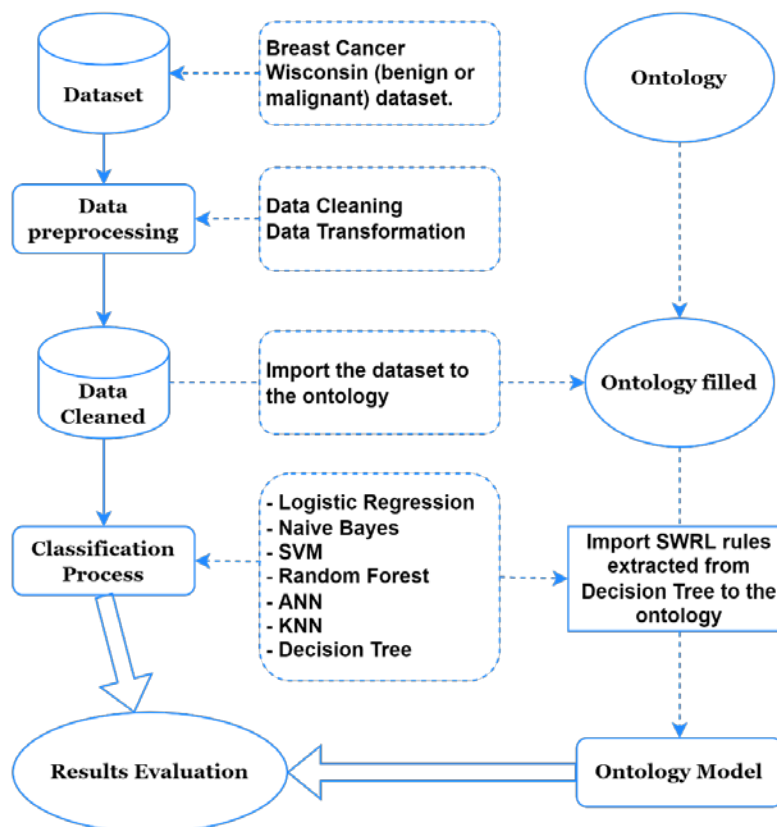 Dataset
Breast Cancer
Wisconsin (benign or
malignant) dataset.
Ontology
Data
preprocessing
Data Cleaning
Data Transformation
Data
Cleaned
Import the dataset to
the ontology
Ontology filled
Classification
Process
- Logistic Regression
- Naive Bayes
- SVM
- Random Forest
- ANN
- KNN
- Decision Tree
Import SWRL rules
extracted from
Decision Tree to the
ontology
Results Evaluation
Ontology Model